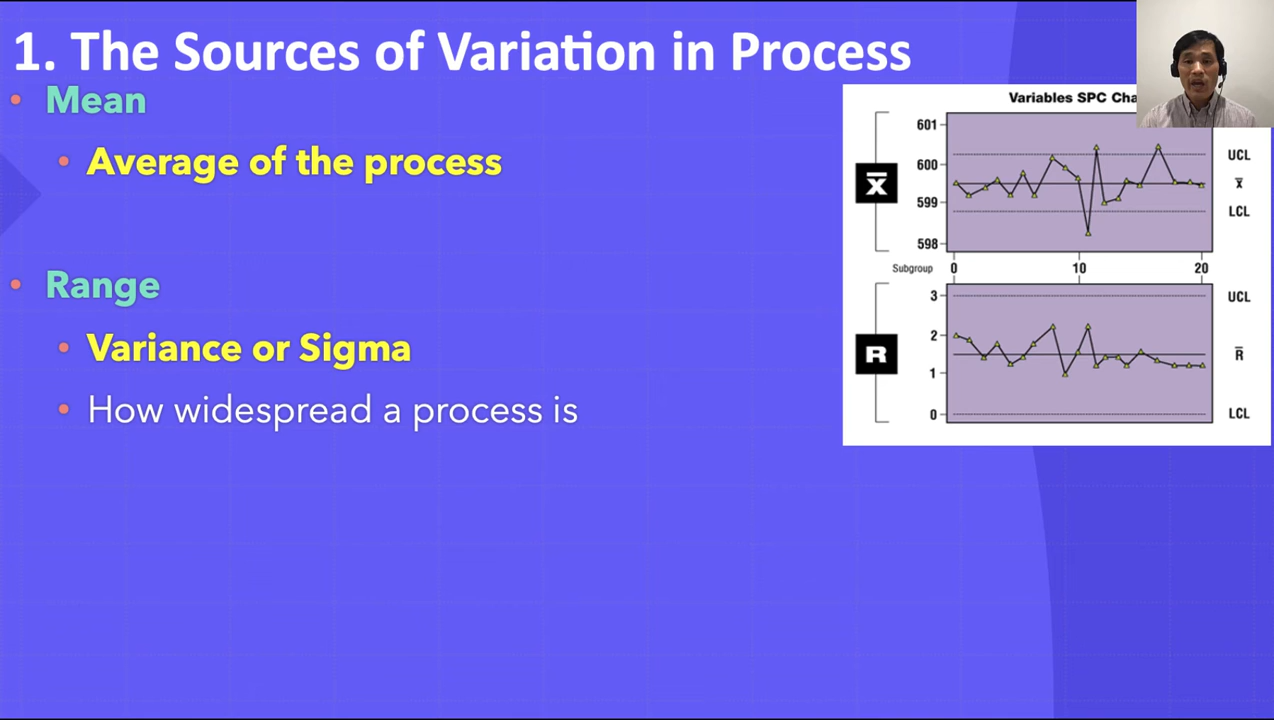 1. The Sources of Variation in Process
• Mean
• Average of the process
• Range
• Variance or Sigma
• How widespread a process is
Variables SPC
601
600
599
598
X̄
UCL
x̄
LCL
Subgroup 0 10 20
3
2
1
0
R
UCL
R̄
LCL